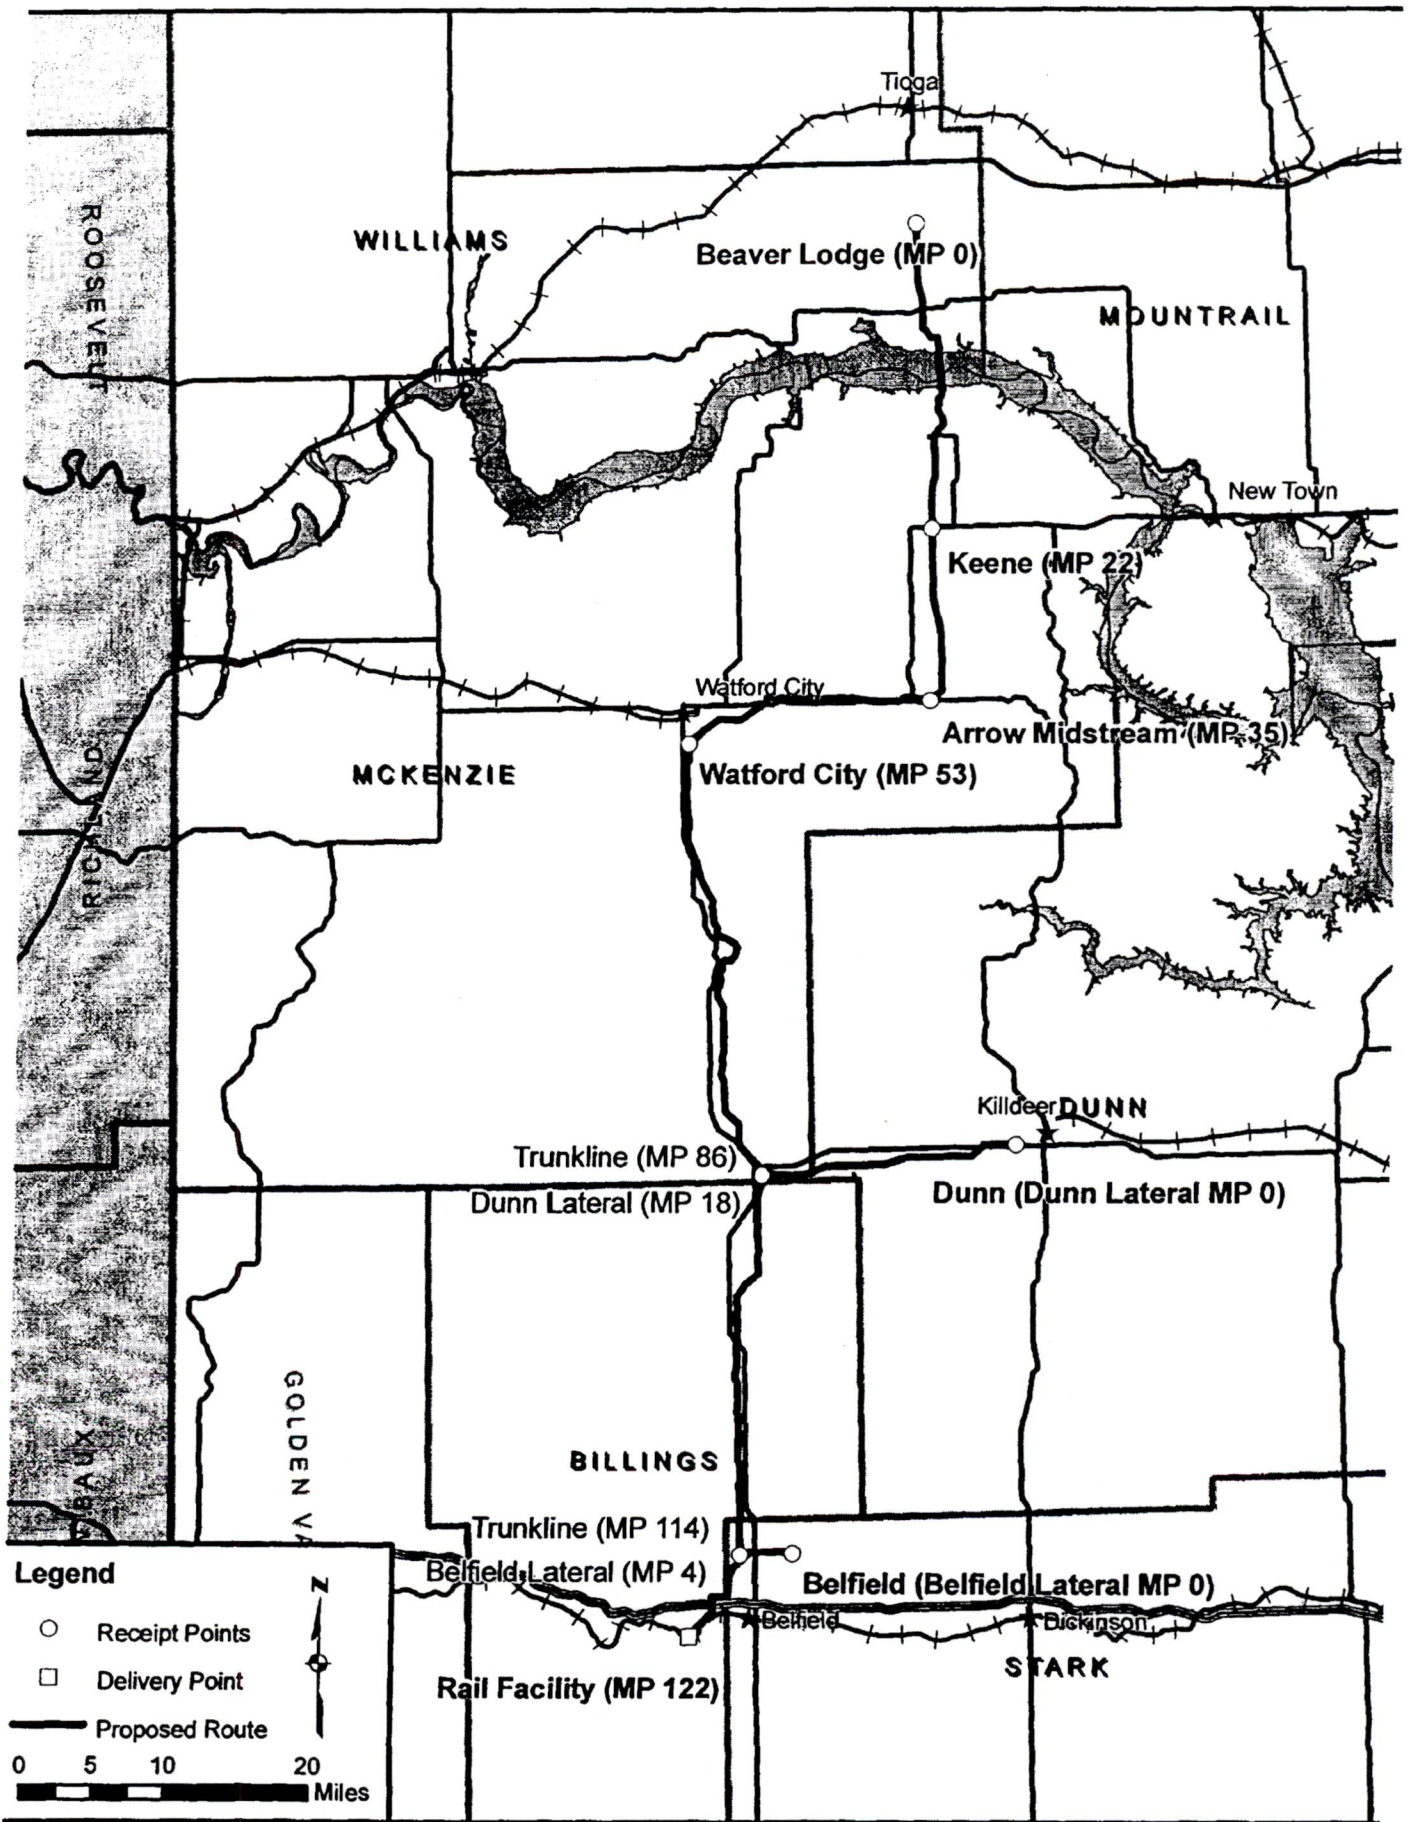 Tioga
ROOSEVELT
WILLIAMS
Beaver Lodge (MP 0)
MOUNTRAIL
New Town
Keene (MP 22)
Watford City
Arrow Midstream (MP 35)
RICHLAND
MCKENZIE
Watford City (MP 53)
Killdeer
DUNN
Trunkline (MP 86)
Dunn Lateral (MP 18)
Dunn (Dunn Lateral MP 0)
GOLDEN VA
BAUX
BILLINGS
Trunkline (MP 114)
Belfield Lateral (MP 4)
Belfield (Belfield Lateral MP 0)
Belfield
Dickinson
STARK
Rail Facility (MP 122)
Legend
N
Receipt Points
Delivery Point
Proposed Route
0 5 10 20
Miles